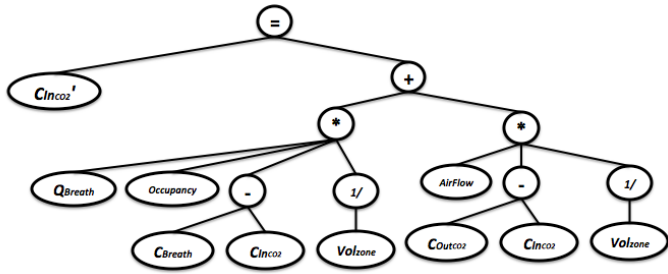 =
CInCO2'
+
*
*
QBreath
Occupancy
-
1/
AirFlow
-
1/
CBreath
CInCO2
Volzone
COutCO2
CInCO2
Volzone